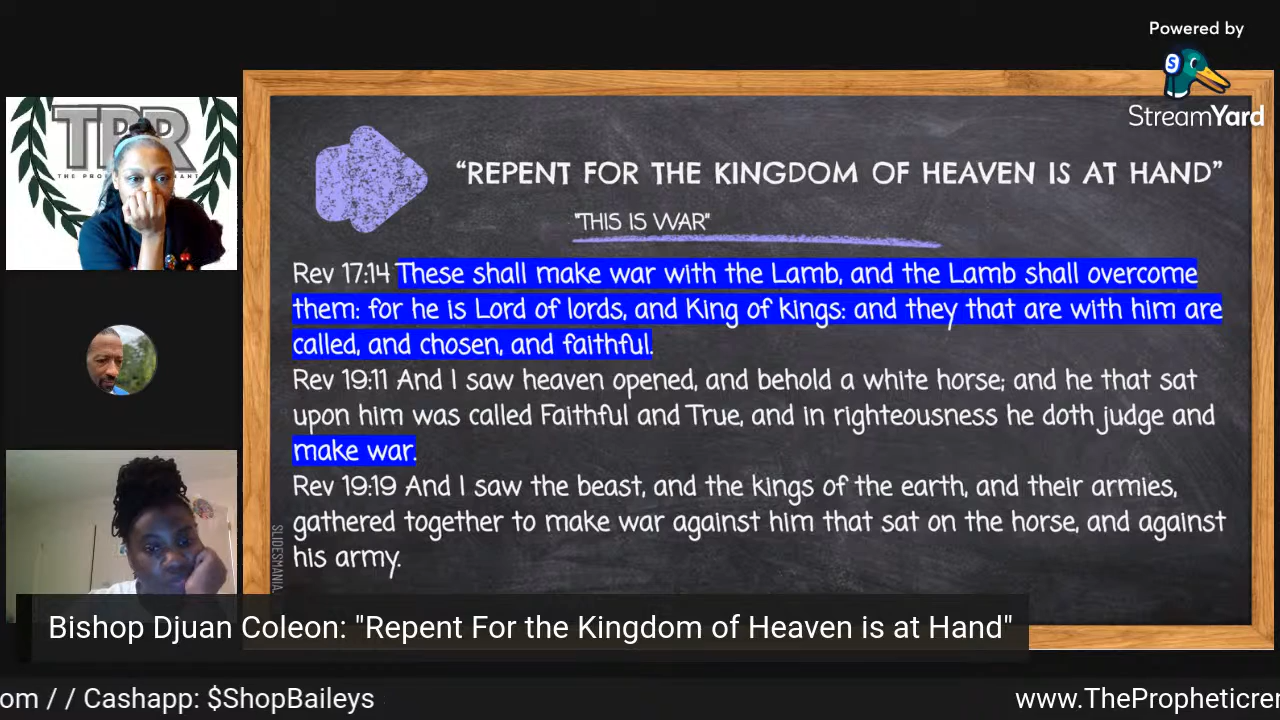 Powered by
StreamYard
TPR
"REPENT FOR THE KINGDOM OF HEAVEN IS AT HAND"
"THIS IS WAR"
Rev 17:14 These shall make war with the Lamb, and the Lamb shall overcome
them: for he is Lord of lords, and King of kings: and they that are with him are
called, and chosen, and faithful.
Rev 19:11 And I saw heaven opened, and behold a white horse; and he that sat
upon him was called Faithful and True, and in righteousness he doth judge and
make war.
Rev 19:19 And I saw the beast, and the kings of the earth, and their armies,
gathered together to make war against him that sat on the horse, and against
his army.
SLIDESMANIA.
Bishop Djuan Coleon: "Repent For the Kingdom of Heaven is at Hand"
om / / Cashapp: $ShopBaileys
www.ThePropheticrer